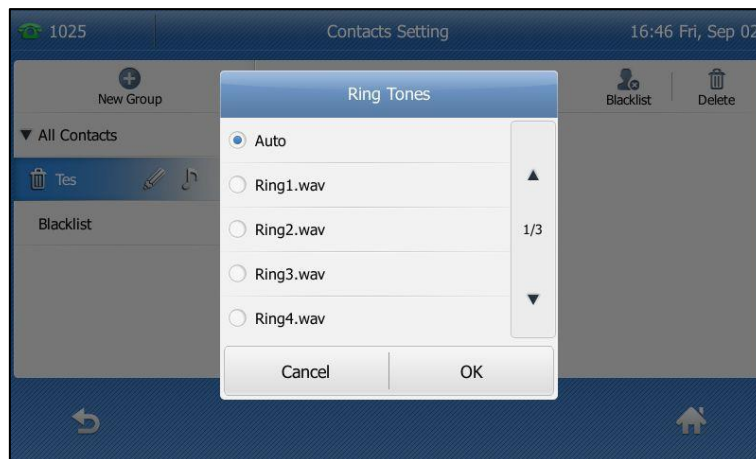 1025 Contacts Setting 16:46 Fri, Sep 02
New Group
Blacklist Delete
All Contacts
Tes
Blacklist
Ring Tones
Auto
Ring1.wav
Ring2.wav
Ring3.wav
Ring4.wav
1/3
Cancel OK